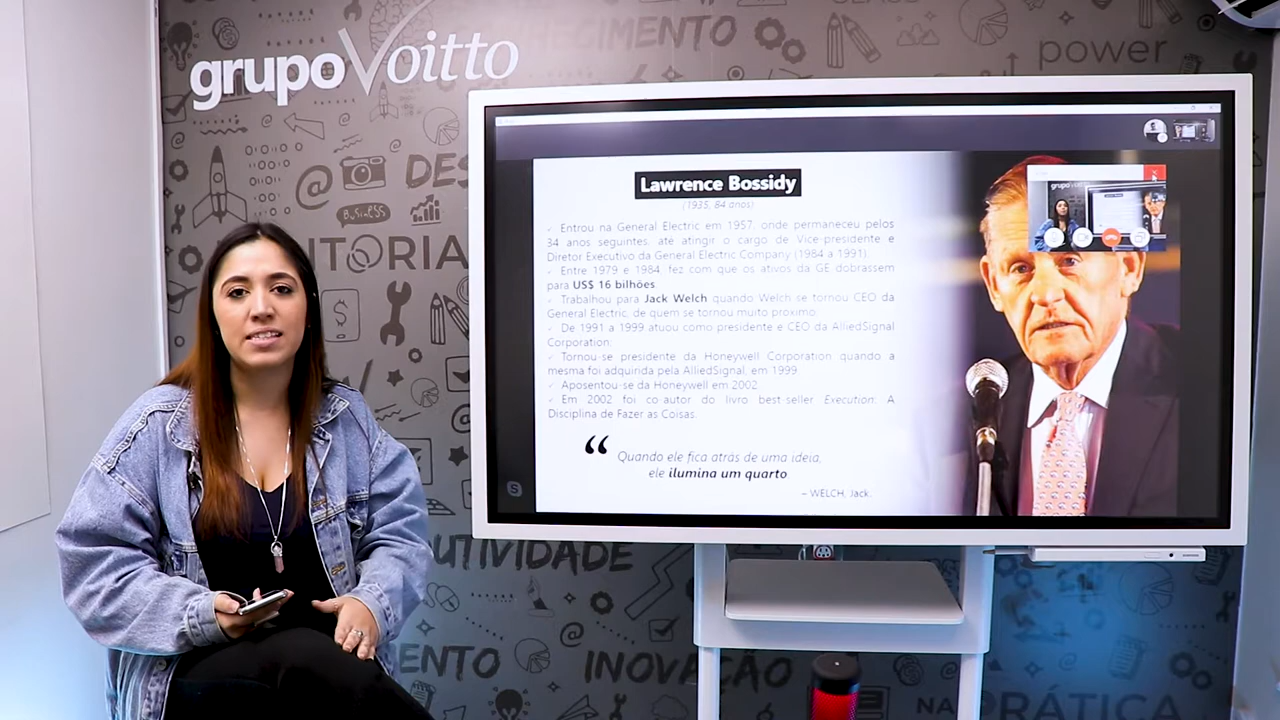 grupoVoitto
CONHECIMENTO
power
@
BUSINESS
$
Lawrence Bossidy
(1935, 84 anos)
✓ Entrou na General Electric em 1957, onde permaneceu pelos
34 anos seguintes, até atingir o cargo de Vice-presidente e
Diretor Executivo da General Electric Company (1984 a 1991).
✓ Entre 1979 e 1984, fez com que os ativos da GE dobrassem
para US$ 16 bilhões.
✓ Trabalhou para Jack Welch quando Welch se tornou CEO da
General Electric, de quem se tornou muito proximo;
✓ De 1991 a 1999 atuou como presidente e CEO da AlliedSignal
Corporation;
✓ Tornou-se presidente da Honeywell Corporation quando a
mesma foi adquirida pela AlliedSignal, em 1999
✓ Aposentou-se da Honeywell em 2002
✓ Em 2002 foi co-autor do livro best-seller Execution: A
Disciplina de Fazer as Coisas.
“ Quando ele fica atrás de uma ideia,
ele ilumina um quarto
– WELCH, Jack.
UTIVIDADE
ENTO
INOVAÇÃO
NA PRÁTICA